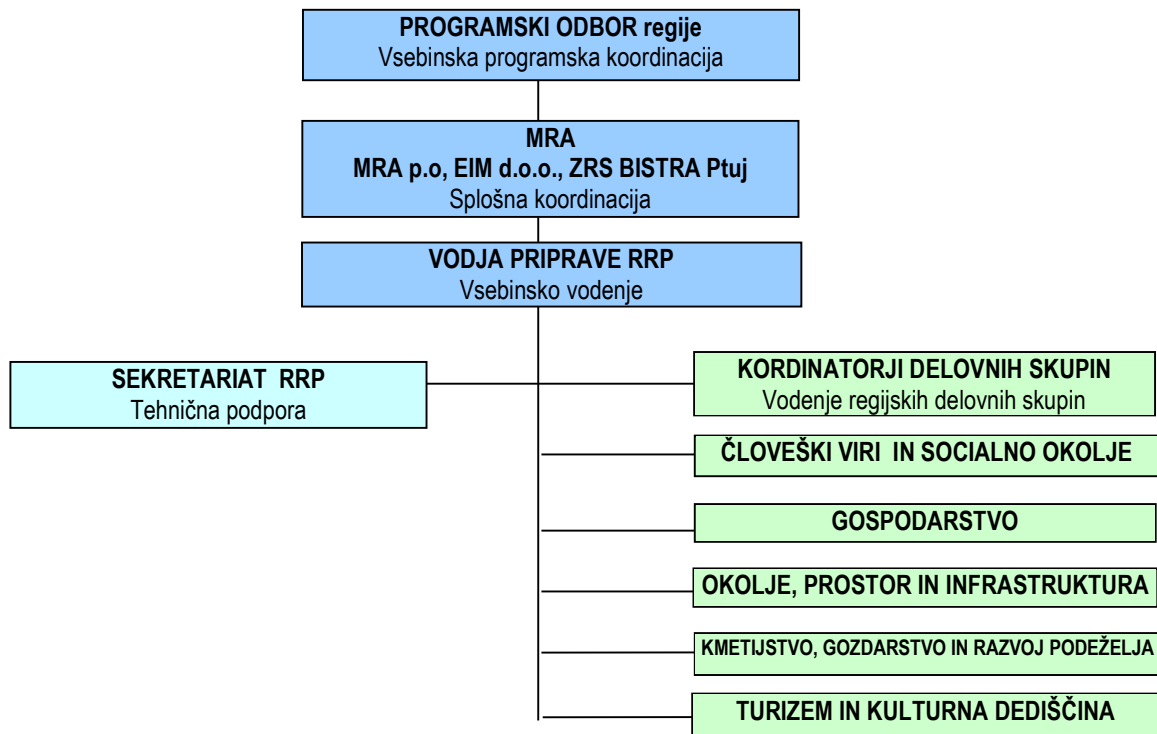 PROGRAMSKI ODBOR regije
Vsebinska programska koordinacija
MRA
MRA p.o, EIM d.o.o., ZRS BISTRA Ptuj
Splošna koordinacija
VODJA PRIPRAVE RRP
Vsebinsko vodenje
SEKRETARIAT RRP
Tehnična podpora
KORDINATORJI DELOVNIH SKUPIN
Vodenje regijskih delovnih skupin
ČLOVEŠKI VIRI IN SOCIALNO OKOLJE
GOSPODARSTVO
OKOLJE, PROSTOR IN INFRASTRUKTURA
KMETIJSTVO, GOZDARSTVO IN RAZVOJ PODEŽELJA
TURIZEM IN KULTURNA DEDIŠČINA